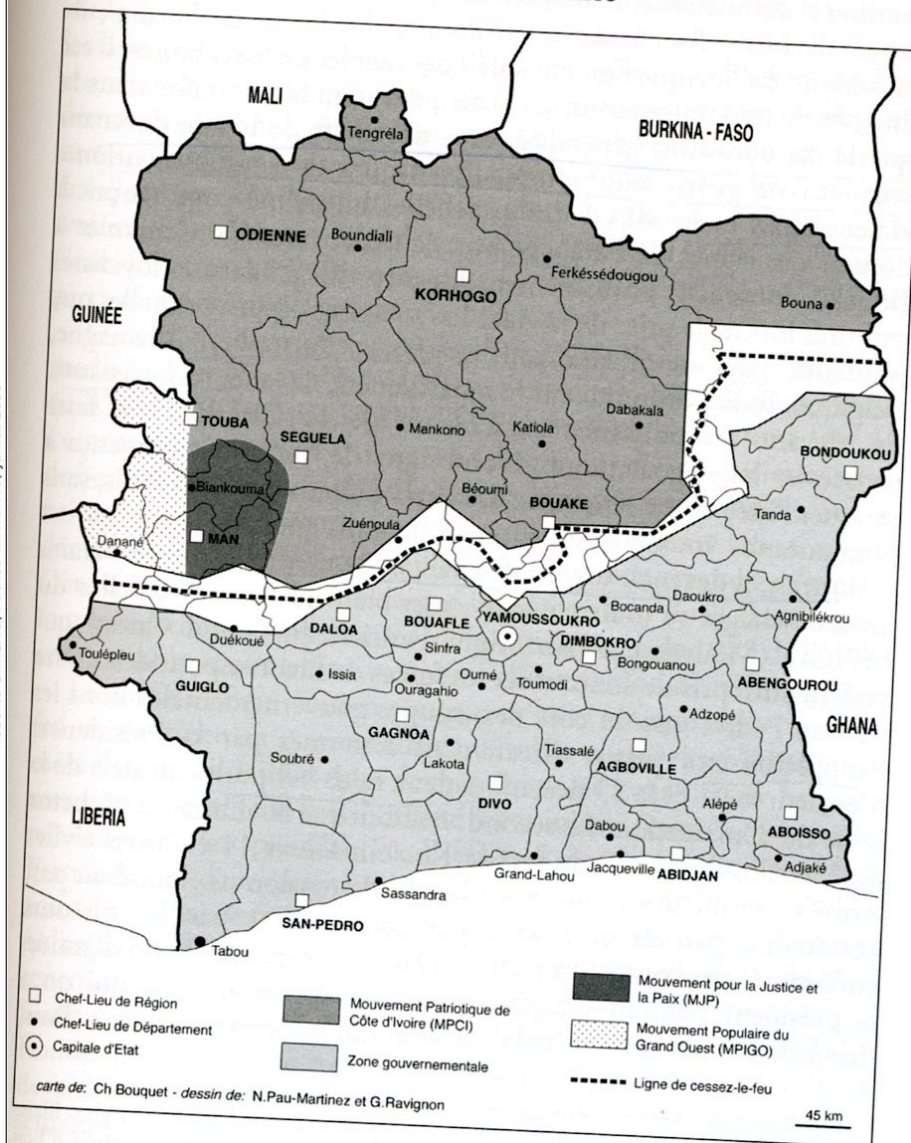 MALI
BURKINA - FASO
Tengréla
ODIENNE
Boundiali
KORHOGO
Ferkéssédougou
Bouna
GUINÉE
TOUBA
SEGUELA
Mankono
Katiola
Dabakala
BONDOUKOU
Biankouma
Béoumi
BOUAKE
Tanda
Danané
MAN
Zuénoula
Bocanda
Daoukro
Agnibilékrou
Duékoué
DALOA
BOUAFLE
YAMOUSSOUKRO
DIMBOKRO
Toulépleu
GUIGLO
Issia
Sinfra
Ouragahio
Oumé
Toumodi
Bongouanou
ABENGOUROU
GAGNOA
Adzopé
GHANA
Soubré
Lakota
Tiassalé
AGBOVILLE
DIVO
Alépé
ABOISSO
LIBERIA
Dabou
Grand-Lahou
Jacqueville
ABIDJAN
Adjaké
Sassandra
SAN-PEDRO
Tabou
Chef-Lieu de Région
Chef-Lieu de Département
Capitale d'Etat
Mouvement Patriotique de
Côte d'Ivoire (MPCI)
Zone gouvernementale
Mouvement pour la Justice et
la Paix (MJP)
Mouvement Populaire du
Grand Ouest (MPIGO)
Ligne de cessez-le-feu
carte de: Ch Bouquet - dessin de: N.Pau-Martinez et G.Ravignon
45 km